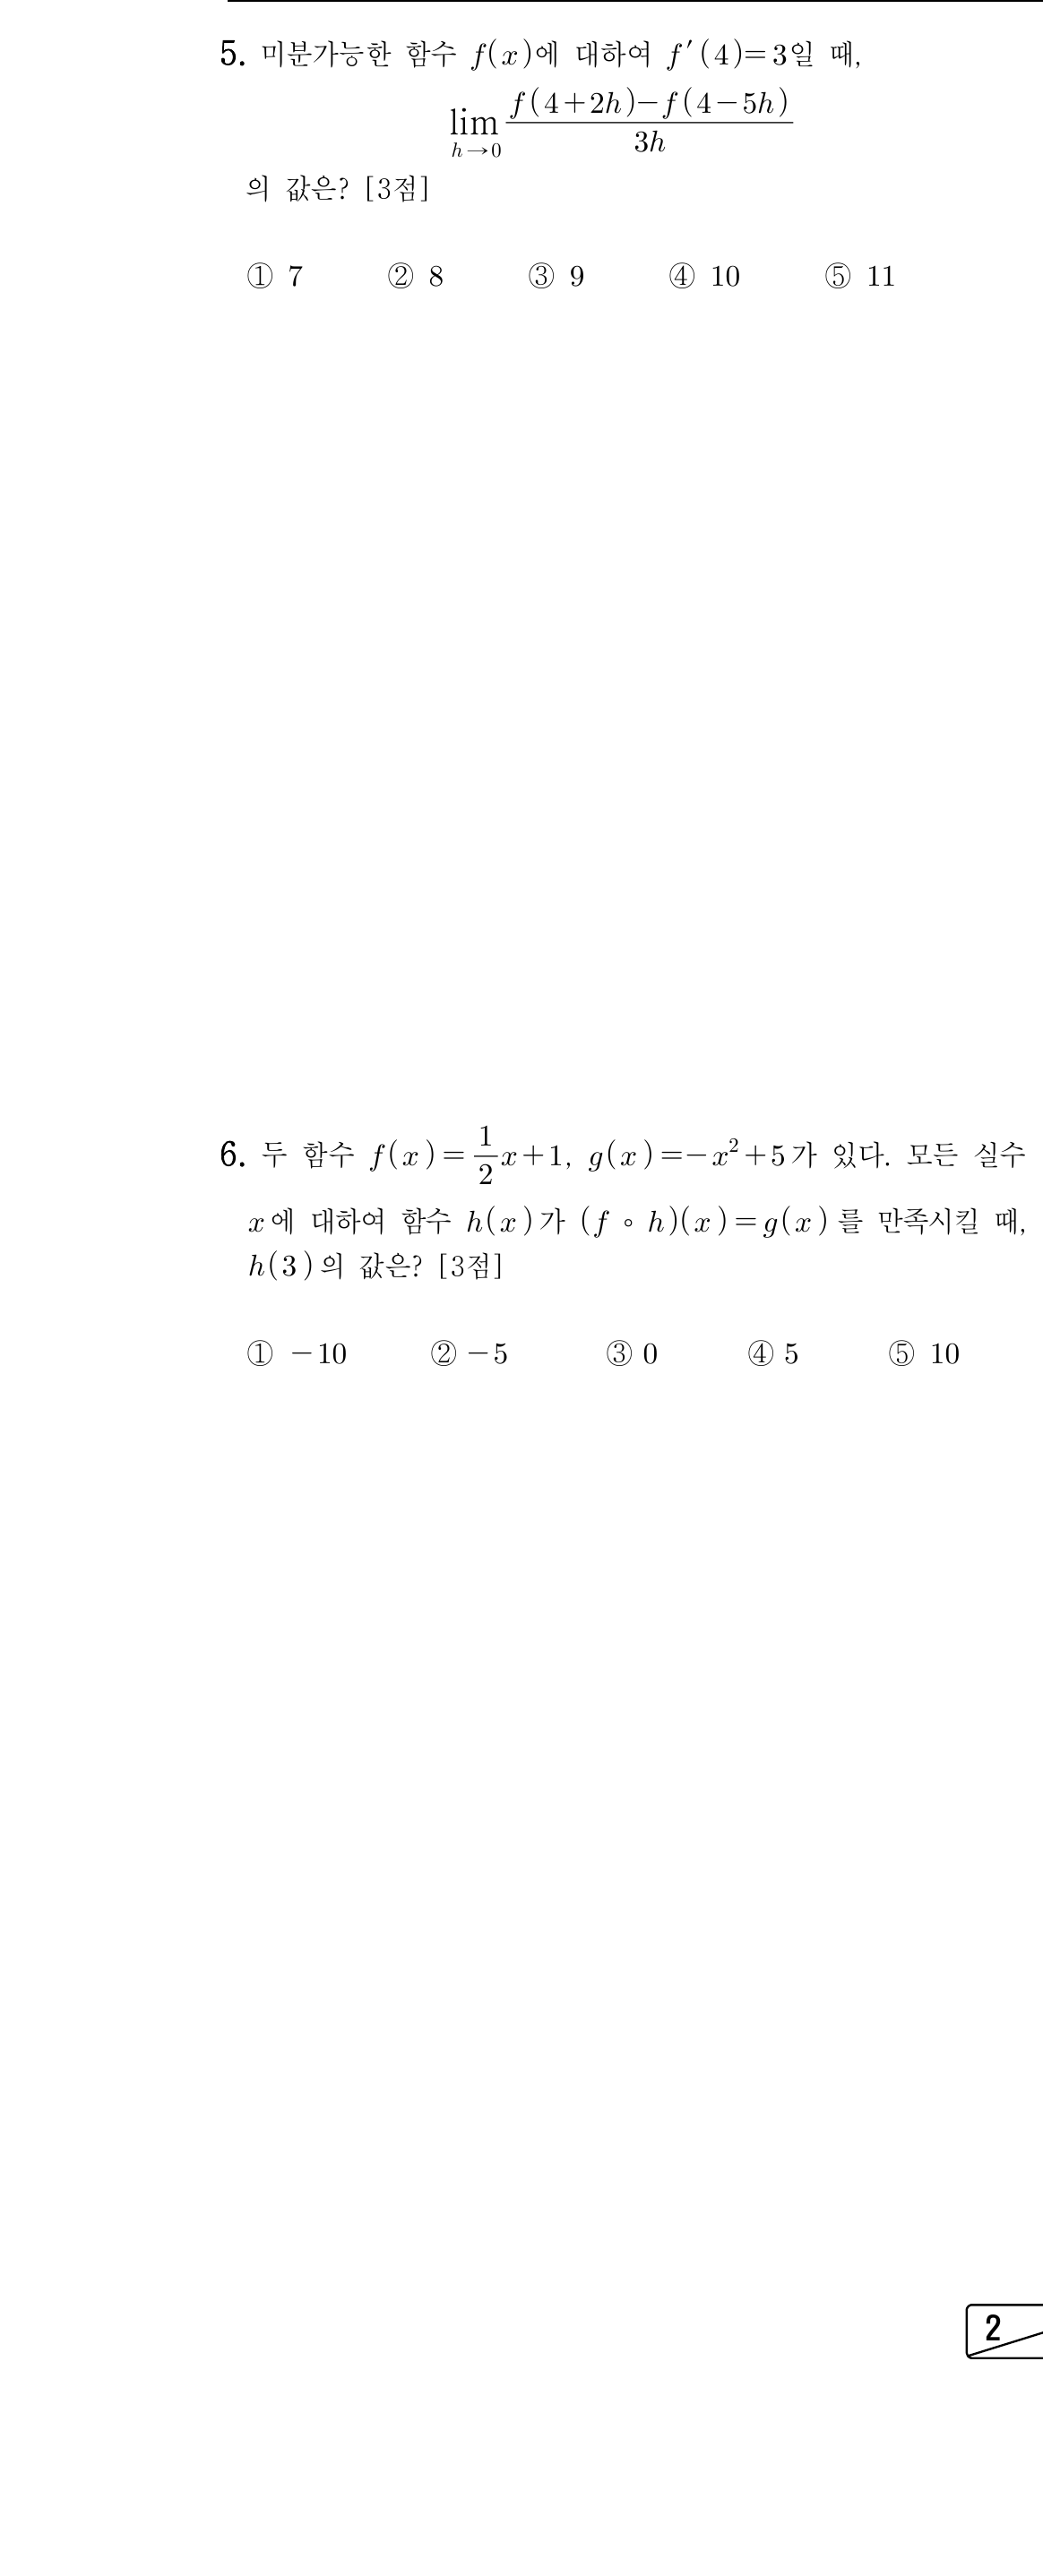 5. 미분가능한 함수 f(x)에 대하여 f′(4)=3일 때,
lim_{h→0} \frac{f(4+2h)-f(4-5h)}{3h}
의 값은? [3점]
① 7 ② 8 ③ 9 ④ 10 ⑤ 11
6. 두 함수 f(x)=\frac{1}{2}x+1, g(x)=-x²+5가 있다. 모든 실수
x에 대하여 함수 h(x)가 (f∘h)(x)=g(x)를 만족시킬 때,
h(3)의 값은? [3점]
① -10 ② -5 ③ 0 ④ 5 ⑤ 10
2